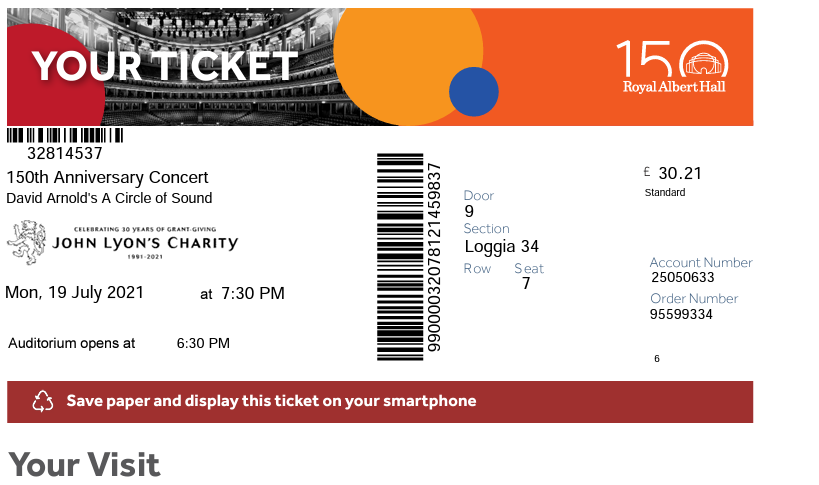 YOUR TICKET
150
Royal Albert Hall
32814537
150th Anniversary Concert
David Arnold's A Circle of Sound
CELEBRATING 30 YEARS OF GRANT-GIVING
JOHN LYON'S CHARITY
1991-2021
Mon, 19 July 2021 at 7:30 PM
Auditorium opens at 6:30 PM
9900003207812145983​7
Door
9
Section
Loggia 34
Row Seat
7
£ 30.21
Standard
Account Number
25050633
Order Number
95599334
6
Save paper and display this ticket on your smartphone
Your Visit